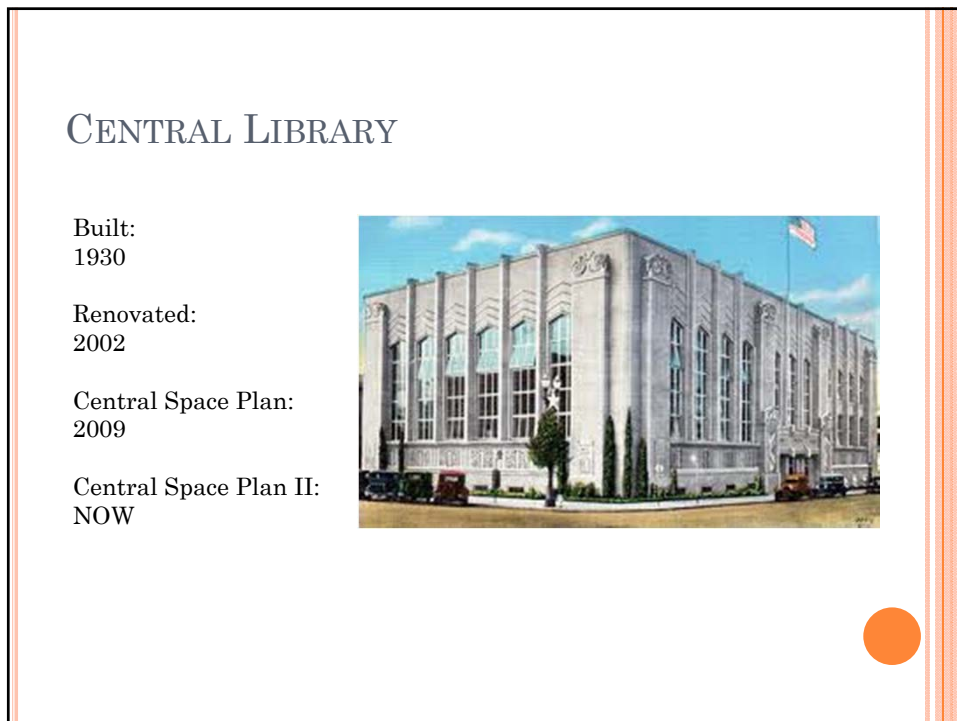 CENTRAL LIBRARY
Built:
1930
Renovated:
2002
Central Space Plan:
2009
Central Space Plan II:
NOW